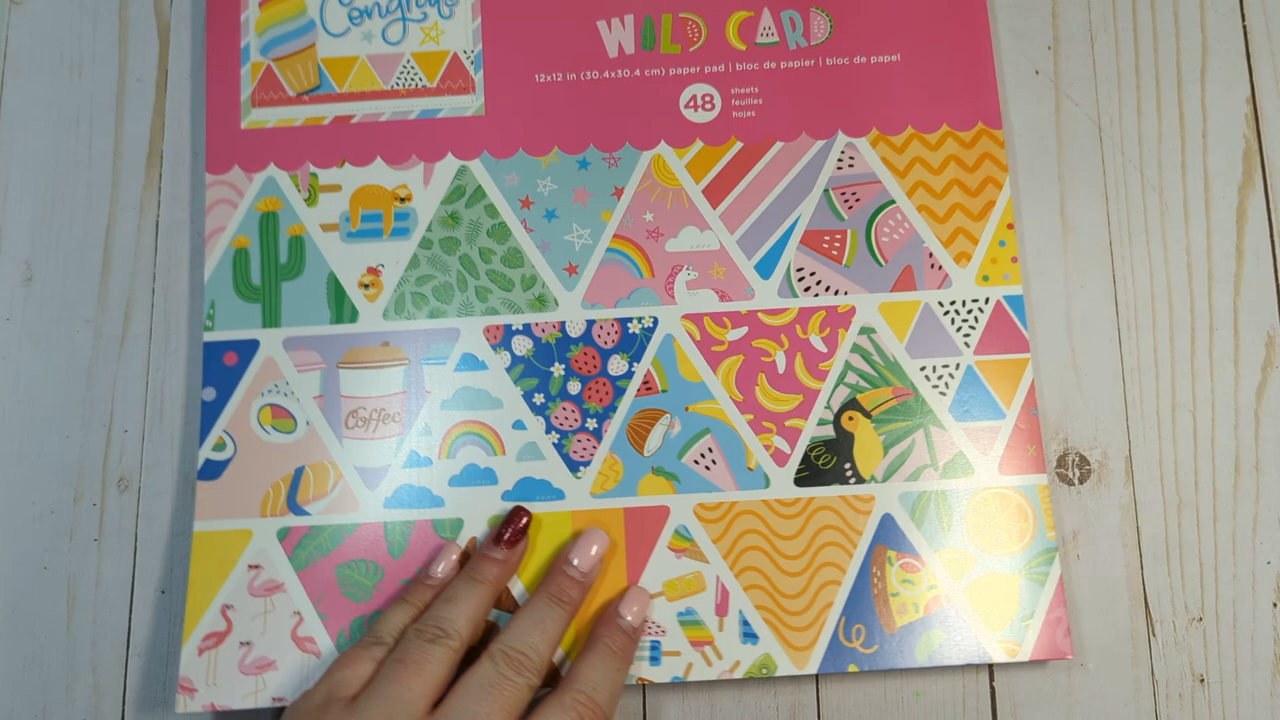 Congrats
WILD CARD
12x12 in (30.4x30.4 cm) paper pad | bloc de papier | bloc de papel
48
sheets
feuilles
hojas
Coffee